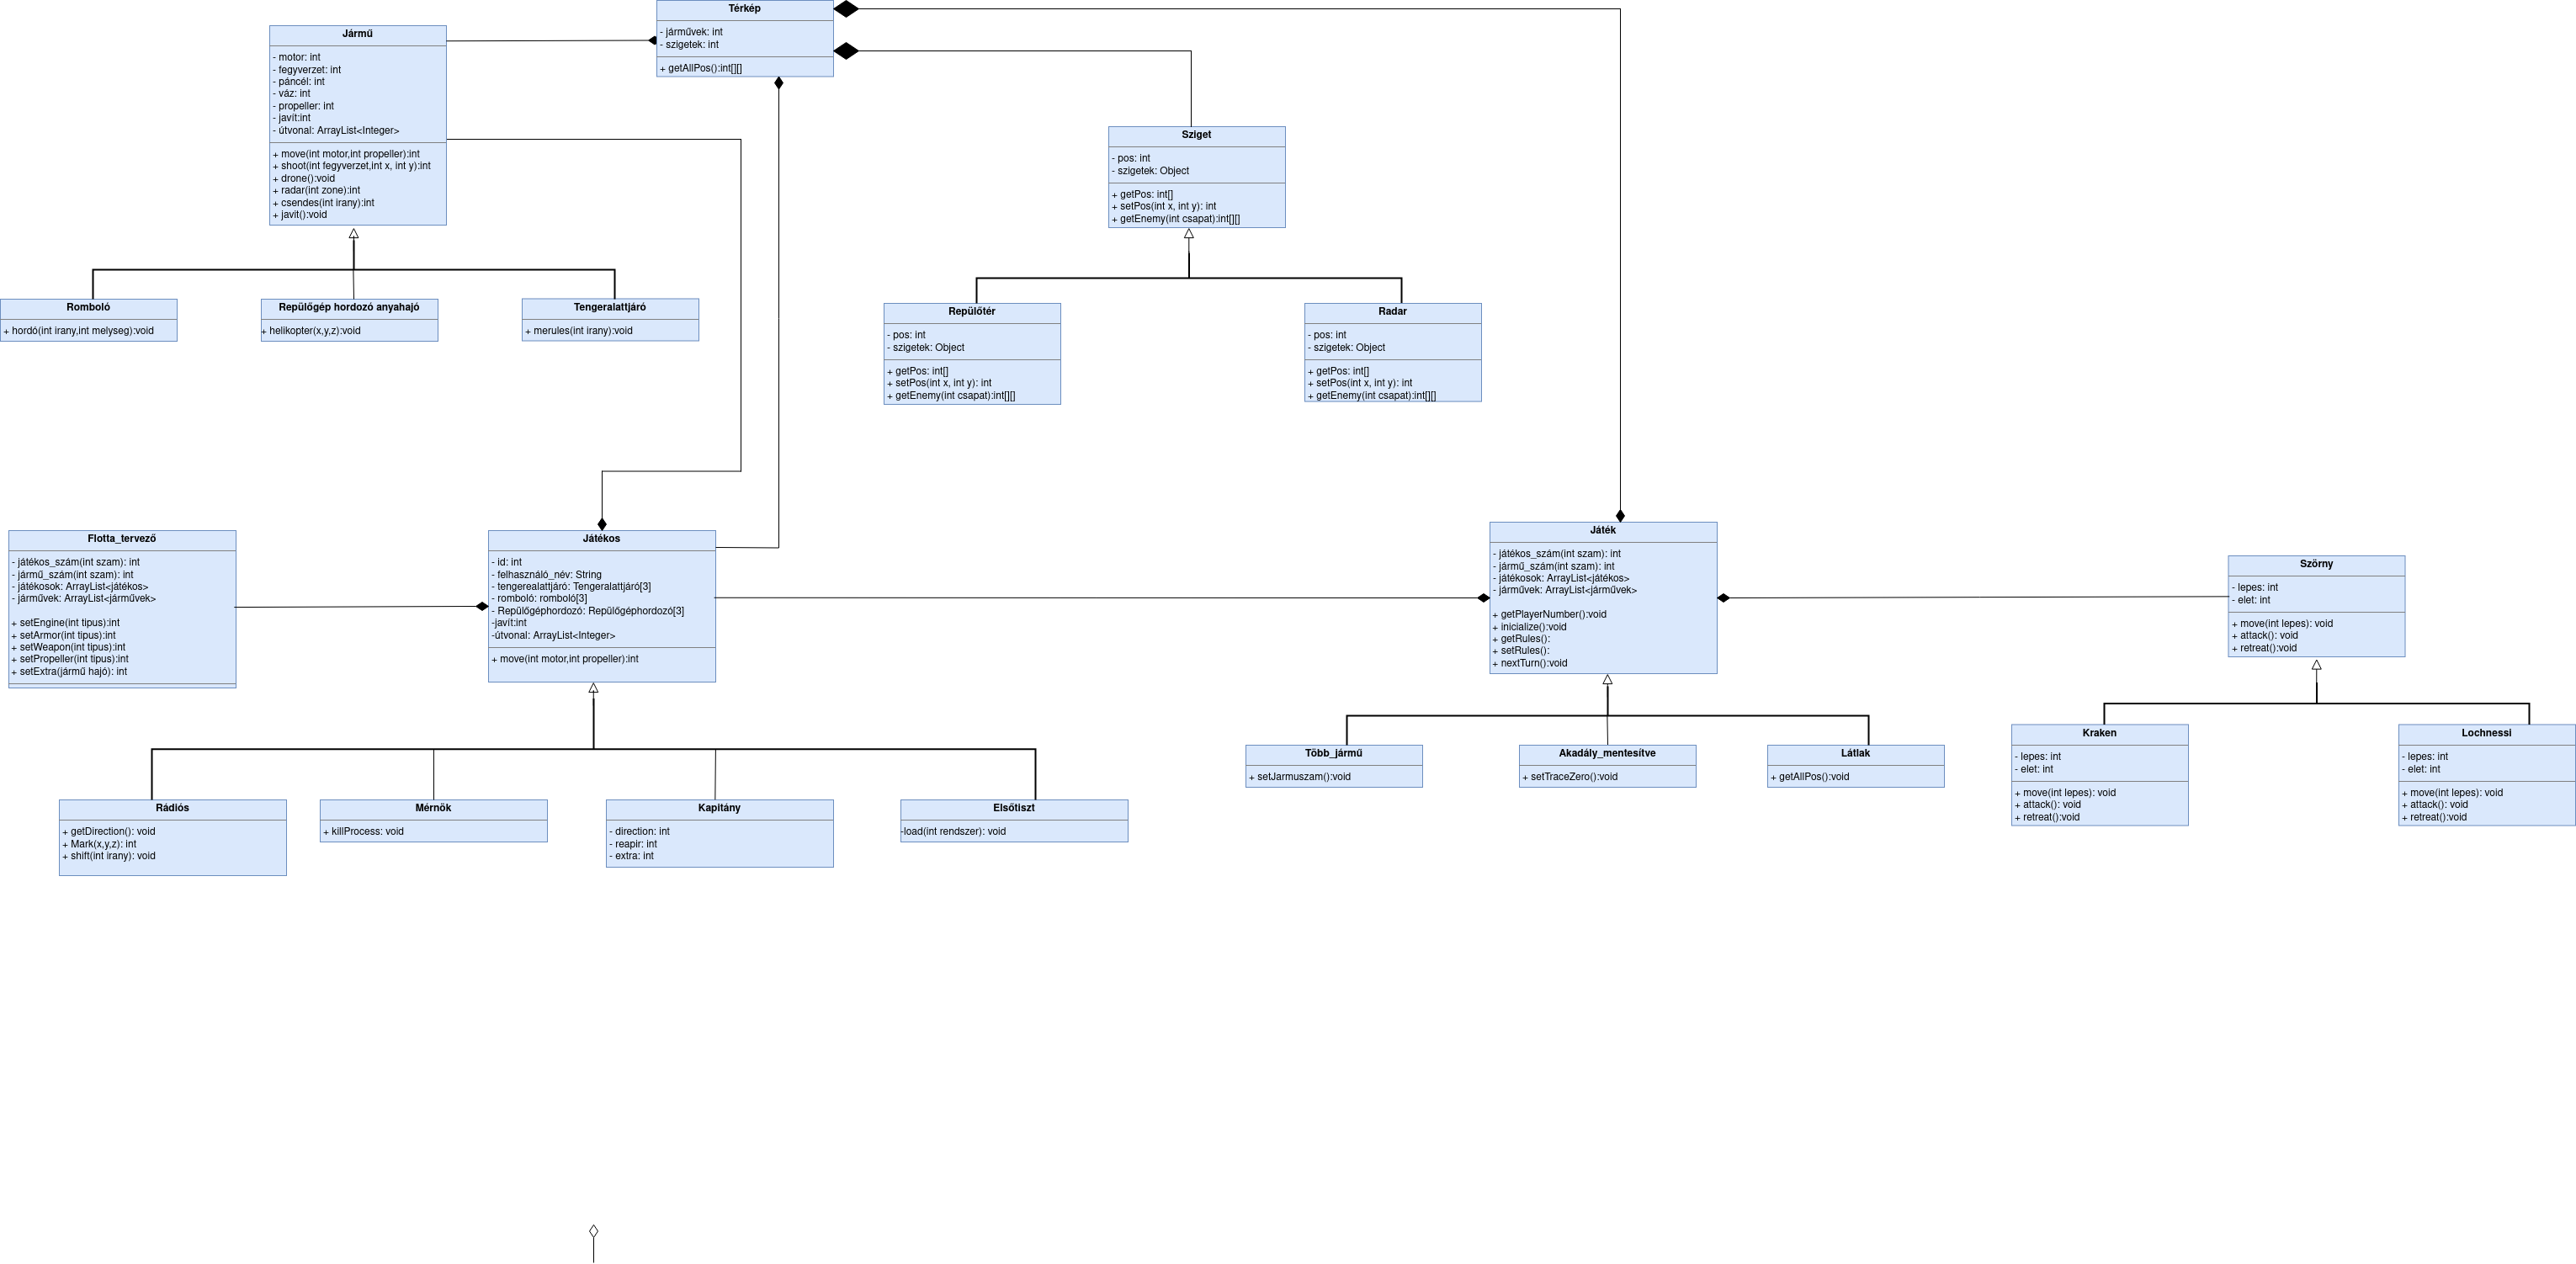 Térkép
- járművek: int
- szigetek: int
+ getAllPos():int[][]
Jármű
- motor: int
- fegyverzet: int
- páncél: int
- váz: int
- propeller: int
- javít:int
- útvonal: ArrayList<Integer>
+ move(int motor,int propeller):int
+ shoot(int fegyverzet,int x, int y):int
+ drone():void
+ radar(int zone):int
+ csendes(int irany):int
+ javit():void
Sziget
- pos: int
- szigetek: Object
+ getPos: int[]
+ setPos(int x, int y): int
+ getEnemy(int csapat):int[][]
Romboló
+ hordó(int irany,int melyseg):void
Repülőgép hordozó anyahajó
+ helikopter(x,y,z):void
Tengeralattjáró
+ merules(int irany):void
Repülőtér
- pos: int
- szigetek: Object
+ getPos: int[]
+ setPos(int x, int y): int
+ getEnemy(int csapat):int[][]
Radar
- pos: int
- szigetek: Object
+ getPos: int[]
+ setPos(int x, int y): int
+ getEnemy(int csapat):int[][]
Flotta_tervező
- játékos_szám(int szam): int
- jármű_szám(int szam): int
- játékosok: ArrayList<játékos>
- járművek: ArrayList<járművek>
+ setEngine(int tipus):int
+ setArmor(int tipus):int
+ setWeapon(int tipus):int
+ setPropeller(int tipus):int
+ setExtra(jármű hajó): int
Játékos
- id: int
- felhasználó_név: String
- tengerealattjáró: Tengeralattjáró[3]
- romboló: romboló[3]
- Repülőgéphordozó: Repülőgéphordozó[3]
-javít:int
-útvonal: ArrayList<Integer>
+ move(int motor,int propeller):int
Játék
- játékos_szám(int szam): int
- jármű_szám(int szam): int
- játékosok: ArrayList<játékos>
- járművek: ArrayList<járművek>
+ getPlayerNumber():void
+ inicialize():void
+ getRules():
+ setRules():
+ nextTurn():void
Szörny
- lepes: int
- elet: int
+ move(int lepes): void
+ attack(): void
+ retreat():void
Több_jármű
+ setJarmuszam():void
Akadály_mentesítve
+ setTraceZero():void
Látlak
+ getAllPos():void
Kraken
- lepes: int
- elet: int
+ move(int lepes): void
+ attack(): void
+ retreat():void
Lochnessi
- lepes: int
- elet: int
+ move(int lepes): void
+ attack(): void
+ retreat():void
Rádiós
+ getDirection(): void
+ Mark(x,y,z): int
+ shift(int irany): void
Mérnök
+ killProcess: void
Kapitány
- direction: int
- reapir: int
- extra: int
Elsőtiszt
-load(int rendszer): void